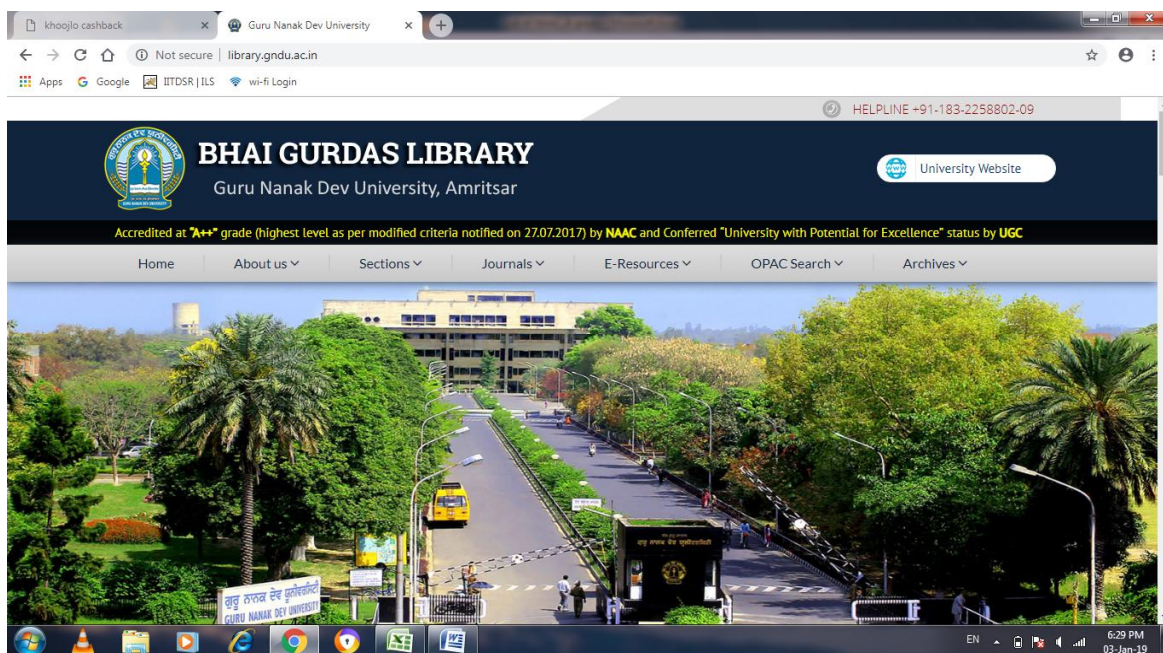 khoojlo cashback
Guru Nanak Dev University
Not secure | library.gndu.ac.in
Apps Google IITDSR | ILS wi-fi Login
HELPLINE +91-183-2258802-09
BHAI GURDAS LIBRARY
Guru Nanak Dev University, Amritsar
University Website
Accredited at "A++" grade (highest level as per modified criteria notified on 27.07.2017) by NAAC and Conferred "University with Potential for Excellence" status by UGC
Home About us Sections Journals E-Resources OPAC Search Archives
ਗੁਰੂ ਨਾਨਕ ਦੇਵ ਯੂਨੀਵਰਸਿਟੀ
ਗੁਰੂ ਨਾਨਕ ਦੇਵ ਯੂਨੀਵਰਸਿਟੀ
GURU NANAK DEV UNIVERSITY
EN 6:29 PM
03-Jan-19